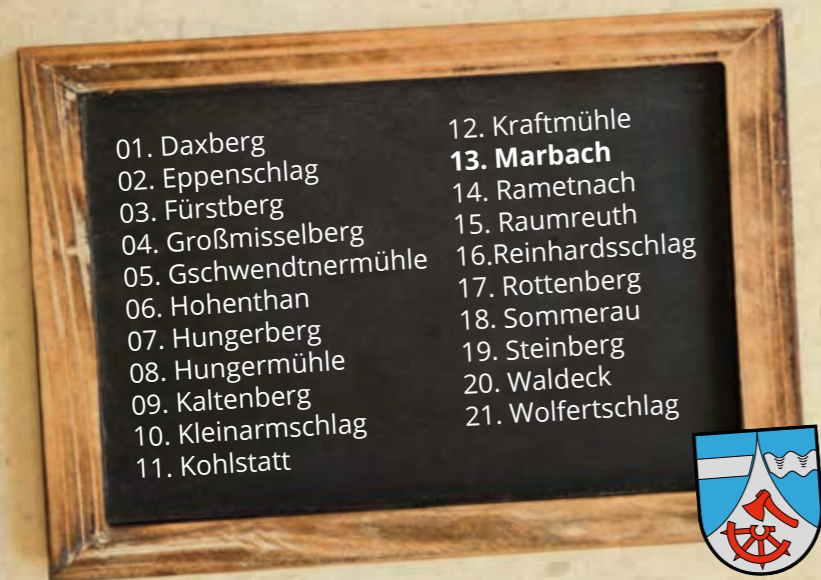 01. Daxberg
02. Eppenschlag
03. Fürstberg
04. Großmisselberg
05. Gschwendtnermühle
06. Hohenthan
07. Hungerberg
08. Hungermühle
09. Kaltenberg
10. Kleinarmschlag
11. Kohlstatt
12. Kraftmühle
13. Marbach
14. Rametnach
15. Raumreuth
16.Reinhardsschlag
17. Rottenberg
18. Sommerau
19. Steinberg
20. Waldeck
21. Wolfertschlag